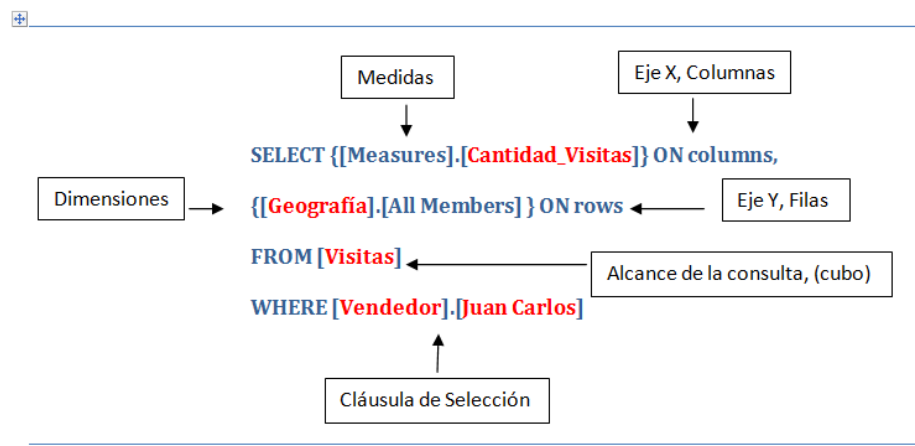 Medidas
Eje X, Columnas
SELECT {[Measures].[Cantidad_Visitas]} ON columns,
Dimensiones
{[Geografía].[All Members] } ON rows
Eje Y, Filas
FROM [Visitas]
Alcance de la consulta, (cubo)
WHERE [Vendedor].[Juan Carlos]
Cláusula de Selección